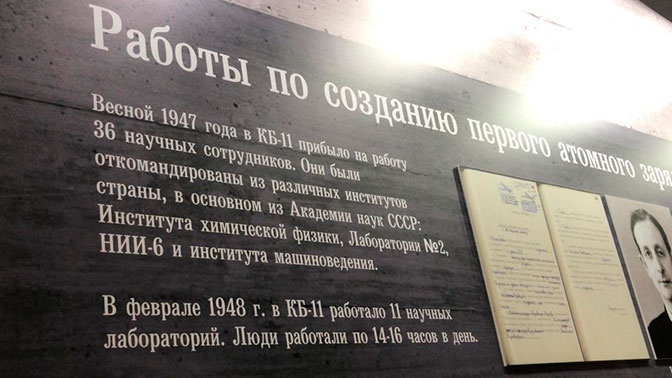 Работы по созданию первого атомного
Весной 1947 года в КБ-11 прибыло на работу
36 научных сотрудников. Они были
откомандированы из различных институтов
страны, в основном из Академии наук СССР:
Института химической физики, Лаборатории №2,
НИИ-6 и института машиноведения.
В феврале 1948 г. в КБ-11 работало 11 научных
лабораторий. Люди работали по 14-16 часов в день.